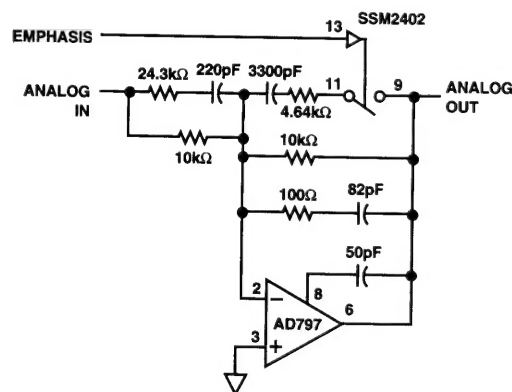 SSM2402
13
EMPHASIS
24.3kΩ
220pF
3300pF
11
9
ANALOG
IN
4.64kΩ
ANALOG
OUT
10kΩ
10kΩ
100Ω
82pF
50pF
2
−
8
AD797
6
3
+